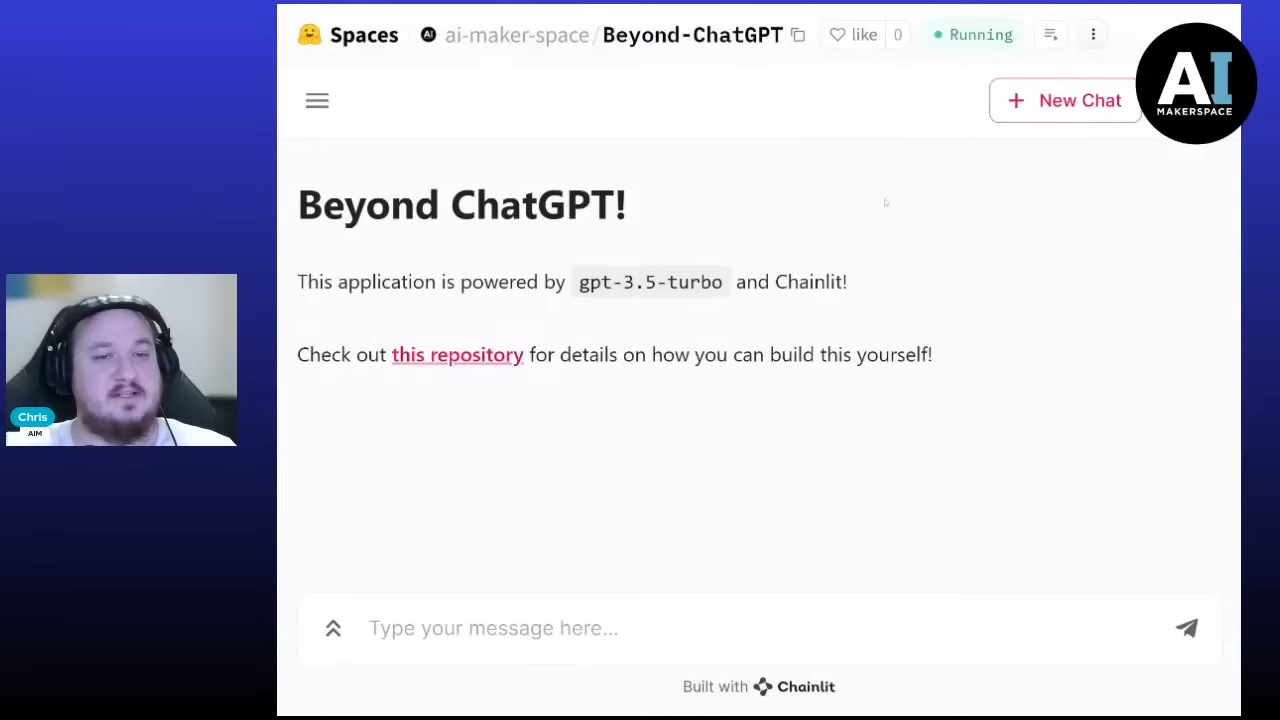 Spaces
AI
ai-maker-space/Beyond-ChatGPT
like
0
Running
+ New Chat
AI
MAKERSPACE
Beyond ChatGPT!
This application is powered by gpt-3.5-turbo and Chainlit!
Check out this repository for details on how you can build this yourself!
Chris
AIM
Type your message here...
Built with Chainlit